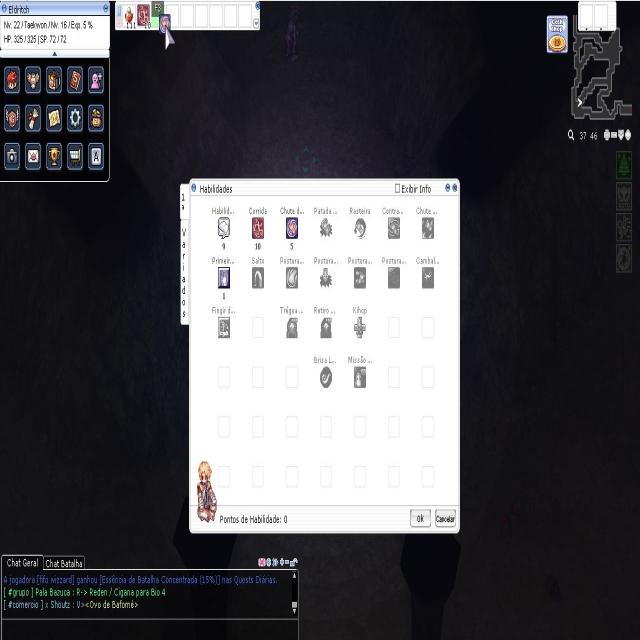 Eldritch
Nv. 22 / Taekwon / Nv. 16 / Exp. 5 %
HP. 325 / 325 | SP. 72 / 72
37 46
Habilidades
Exibir Info
1a
Variados
Habilid... Corrida Chute d... Patada ... Rasteira Contra... Chute ...
9 10 5
Primeir... Salto Postura... Postura... Postura... Postura... Cambal...
1
Fingir d... Trégua ... Retiro ... Kihop
Brisa L... Missão ...
Pontos de Habilidade: 0
Ok Cancelar
Chat Geral Chat Batalha
A jogadora [fifo wizzard] ganhou [Essência de Batalha Concentrada (15%)] nas Quests Diárias.
[ #grupo ] Pala Bazuca : R-> Reden / Cigana para Bio 4
[ #comercio ] x Shoutz : V><Ovo de Bafomé>